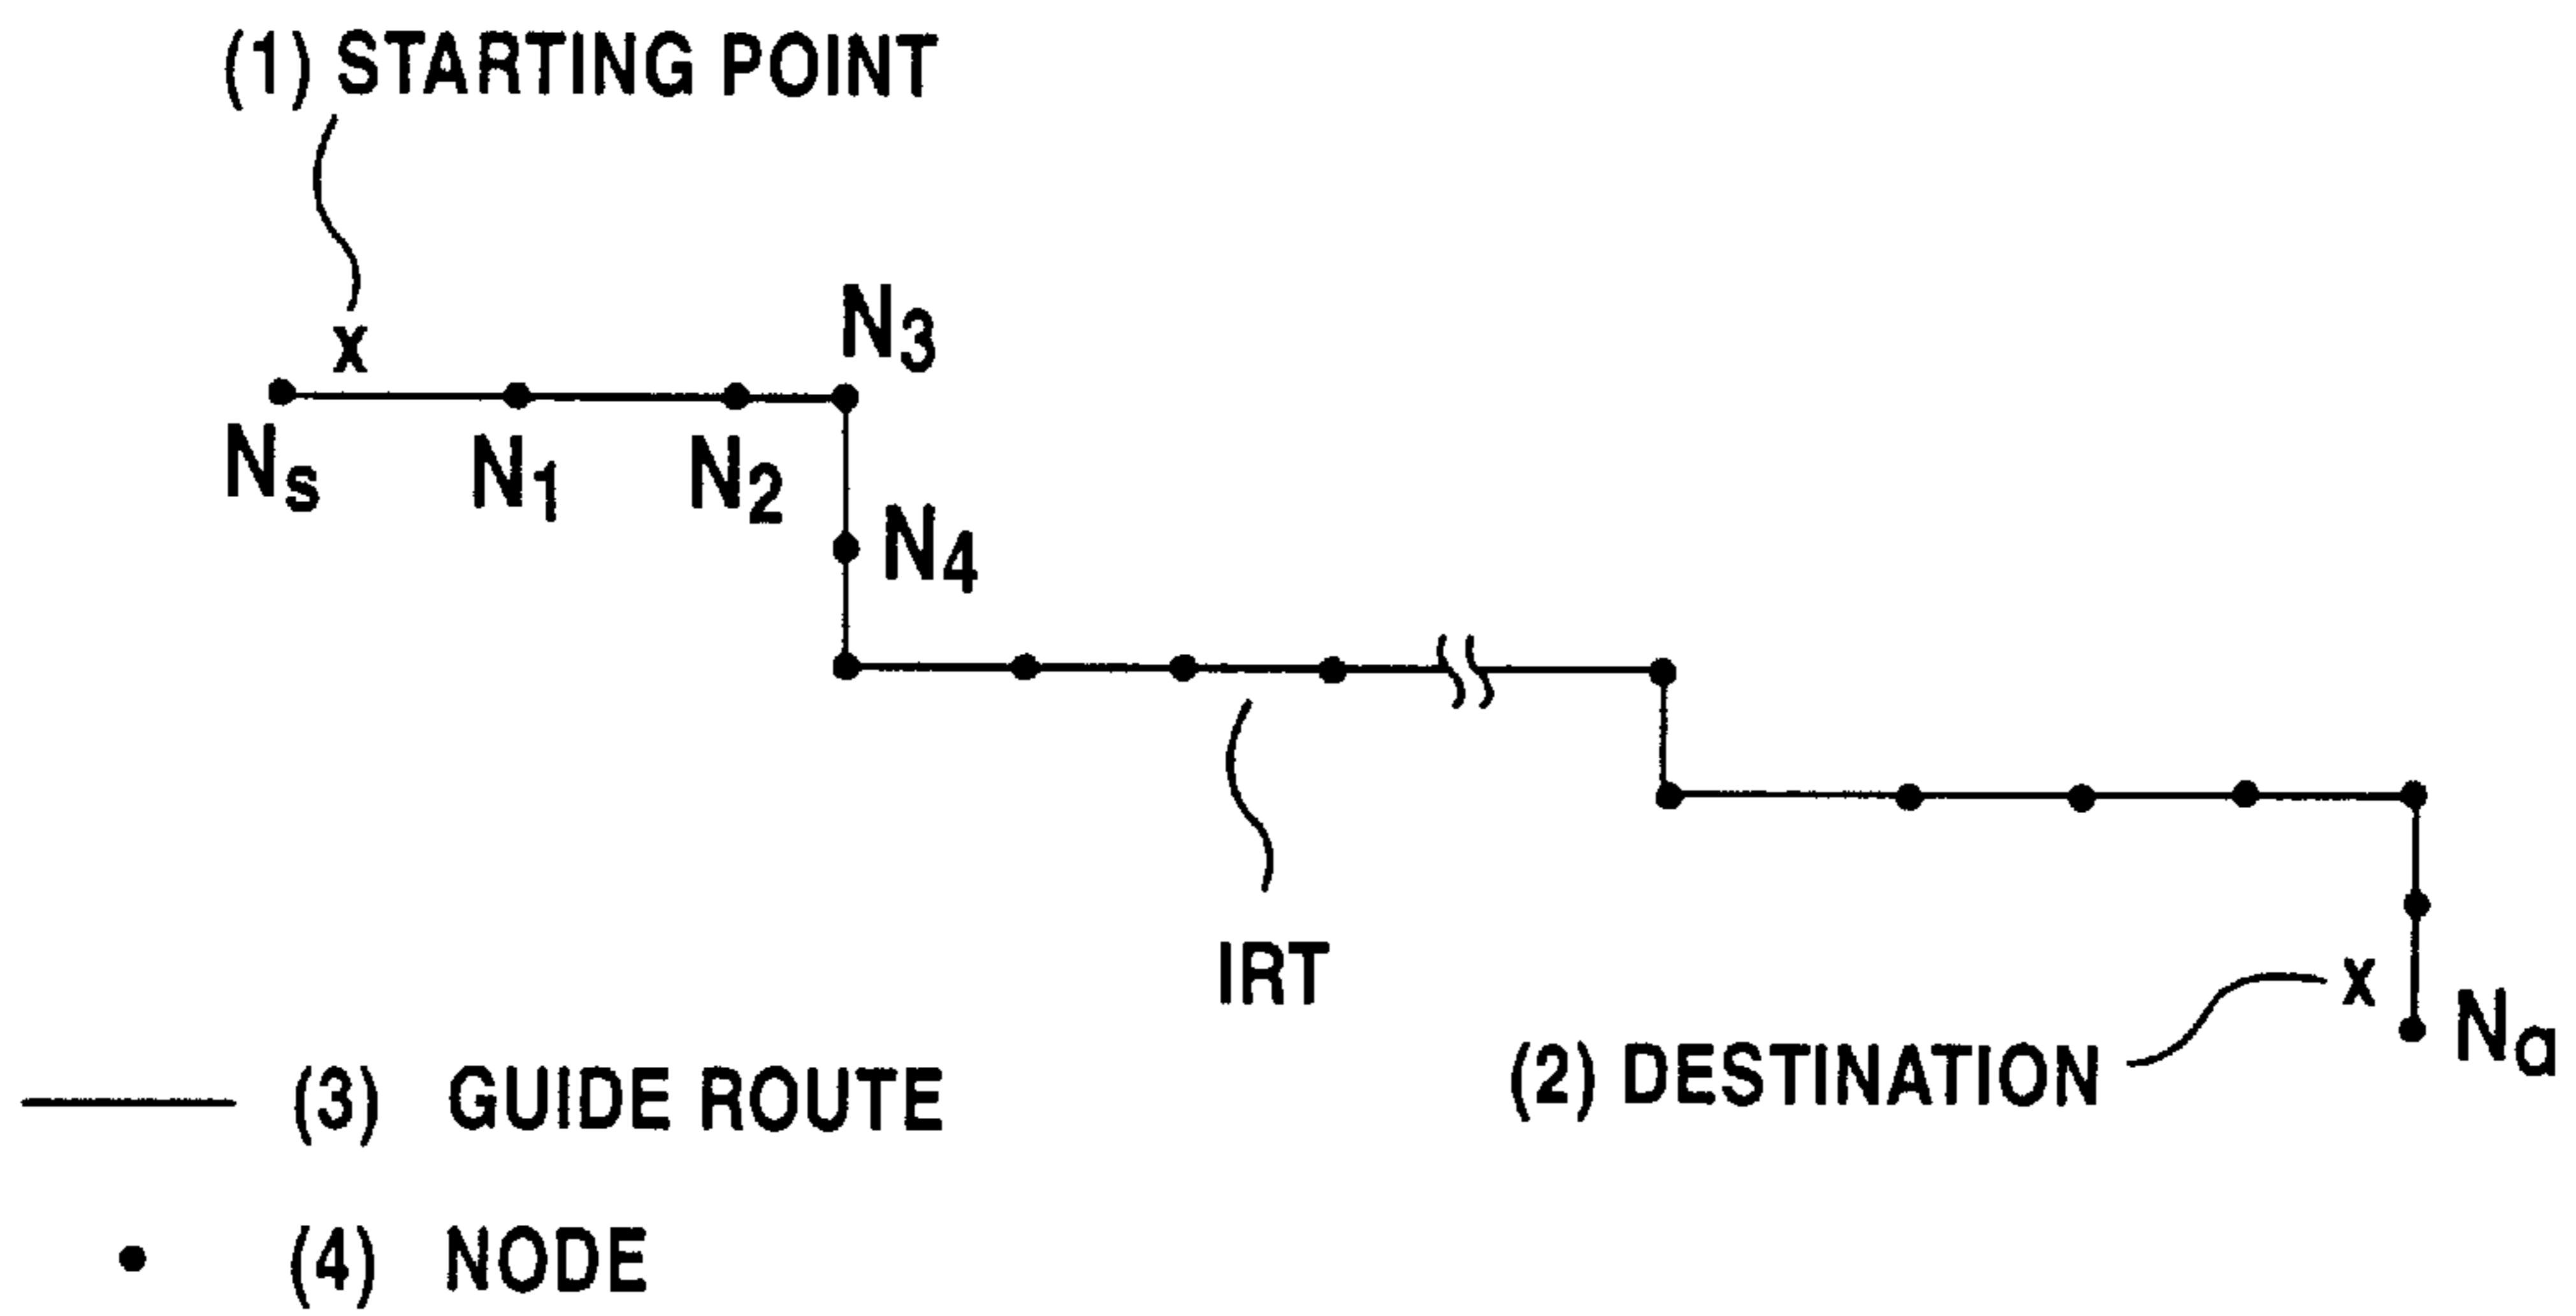 (1) STARTING POINT
x
N3
Ns N1 N2
N4
IRT
x
Na
(2) DESTINATION
(3) GUIDE ROUTE
(4) NODE